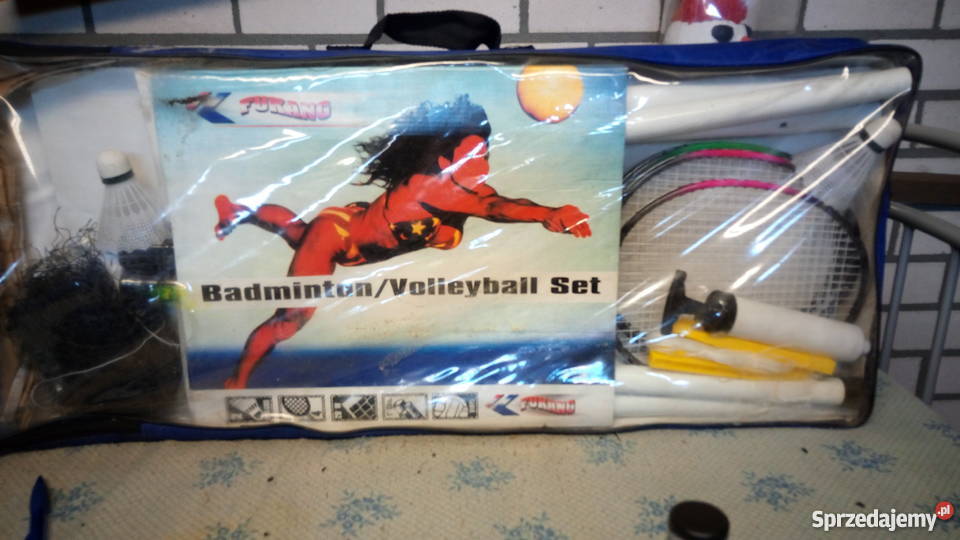 TURANO
Badminton/Volleyball Set
TURANO
Sprzedajemy.pl